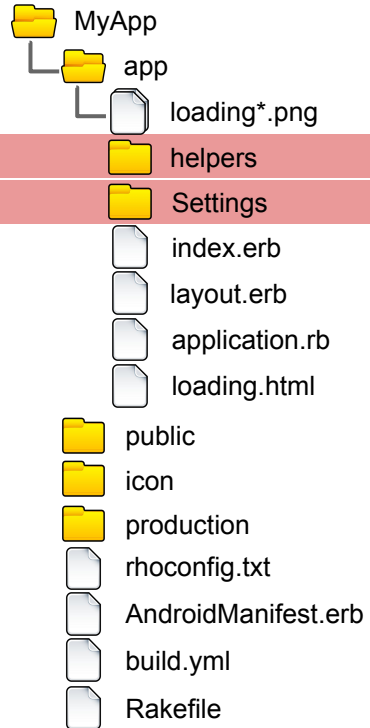 MyApp
app
loading*.png
helpers
Settings
index.erb
layout.erb
application.rb
loading.html
public
icon
production
rhoconfig.txt
AndroidManifest.erb
build.yml
Rakefile